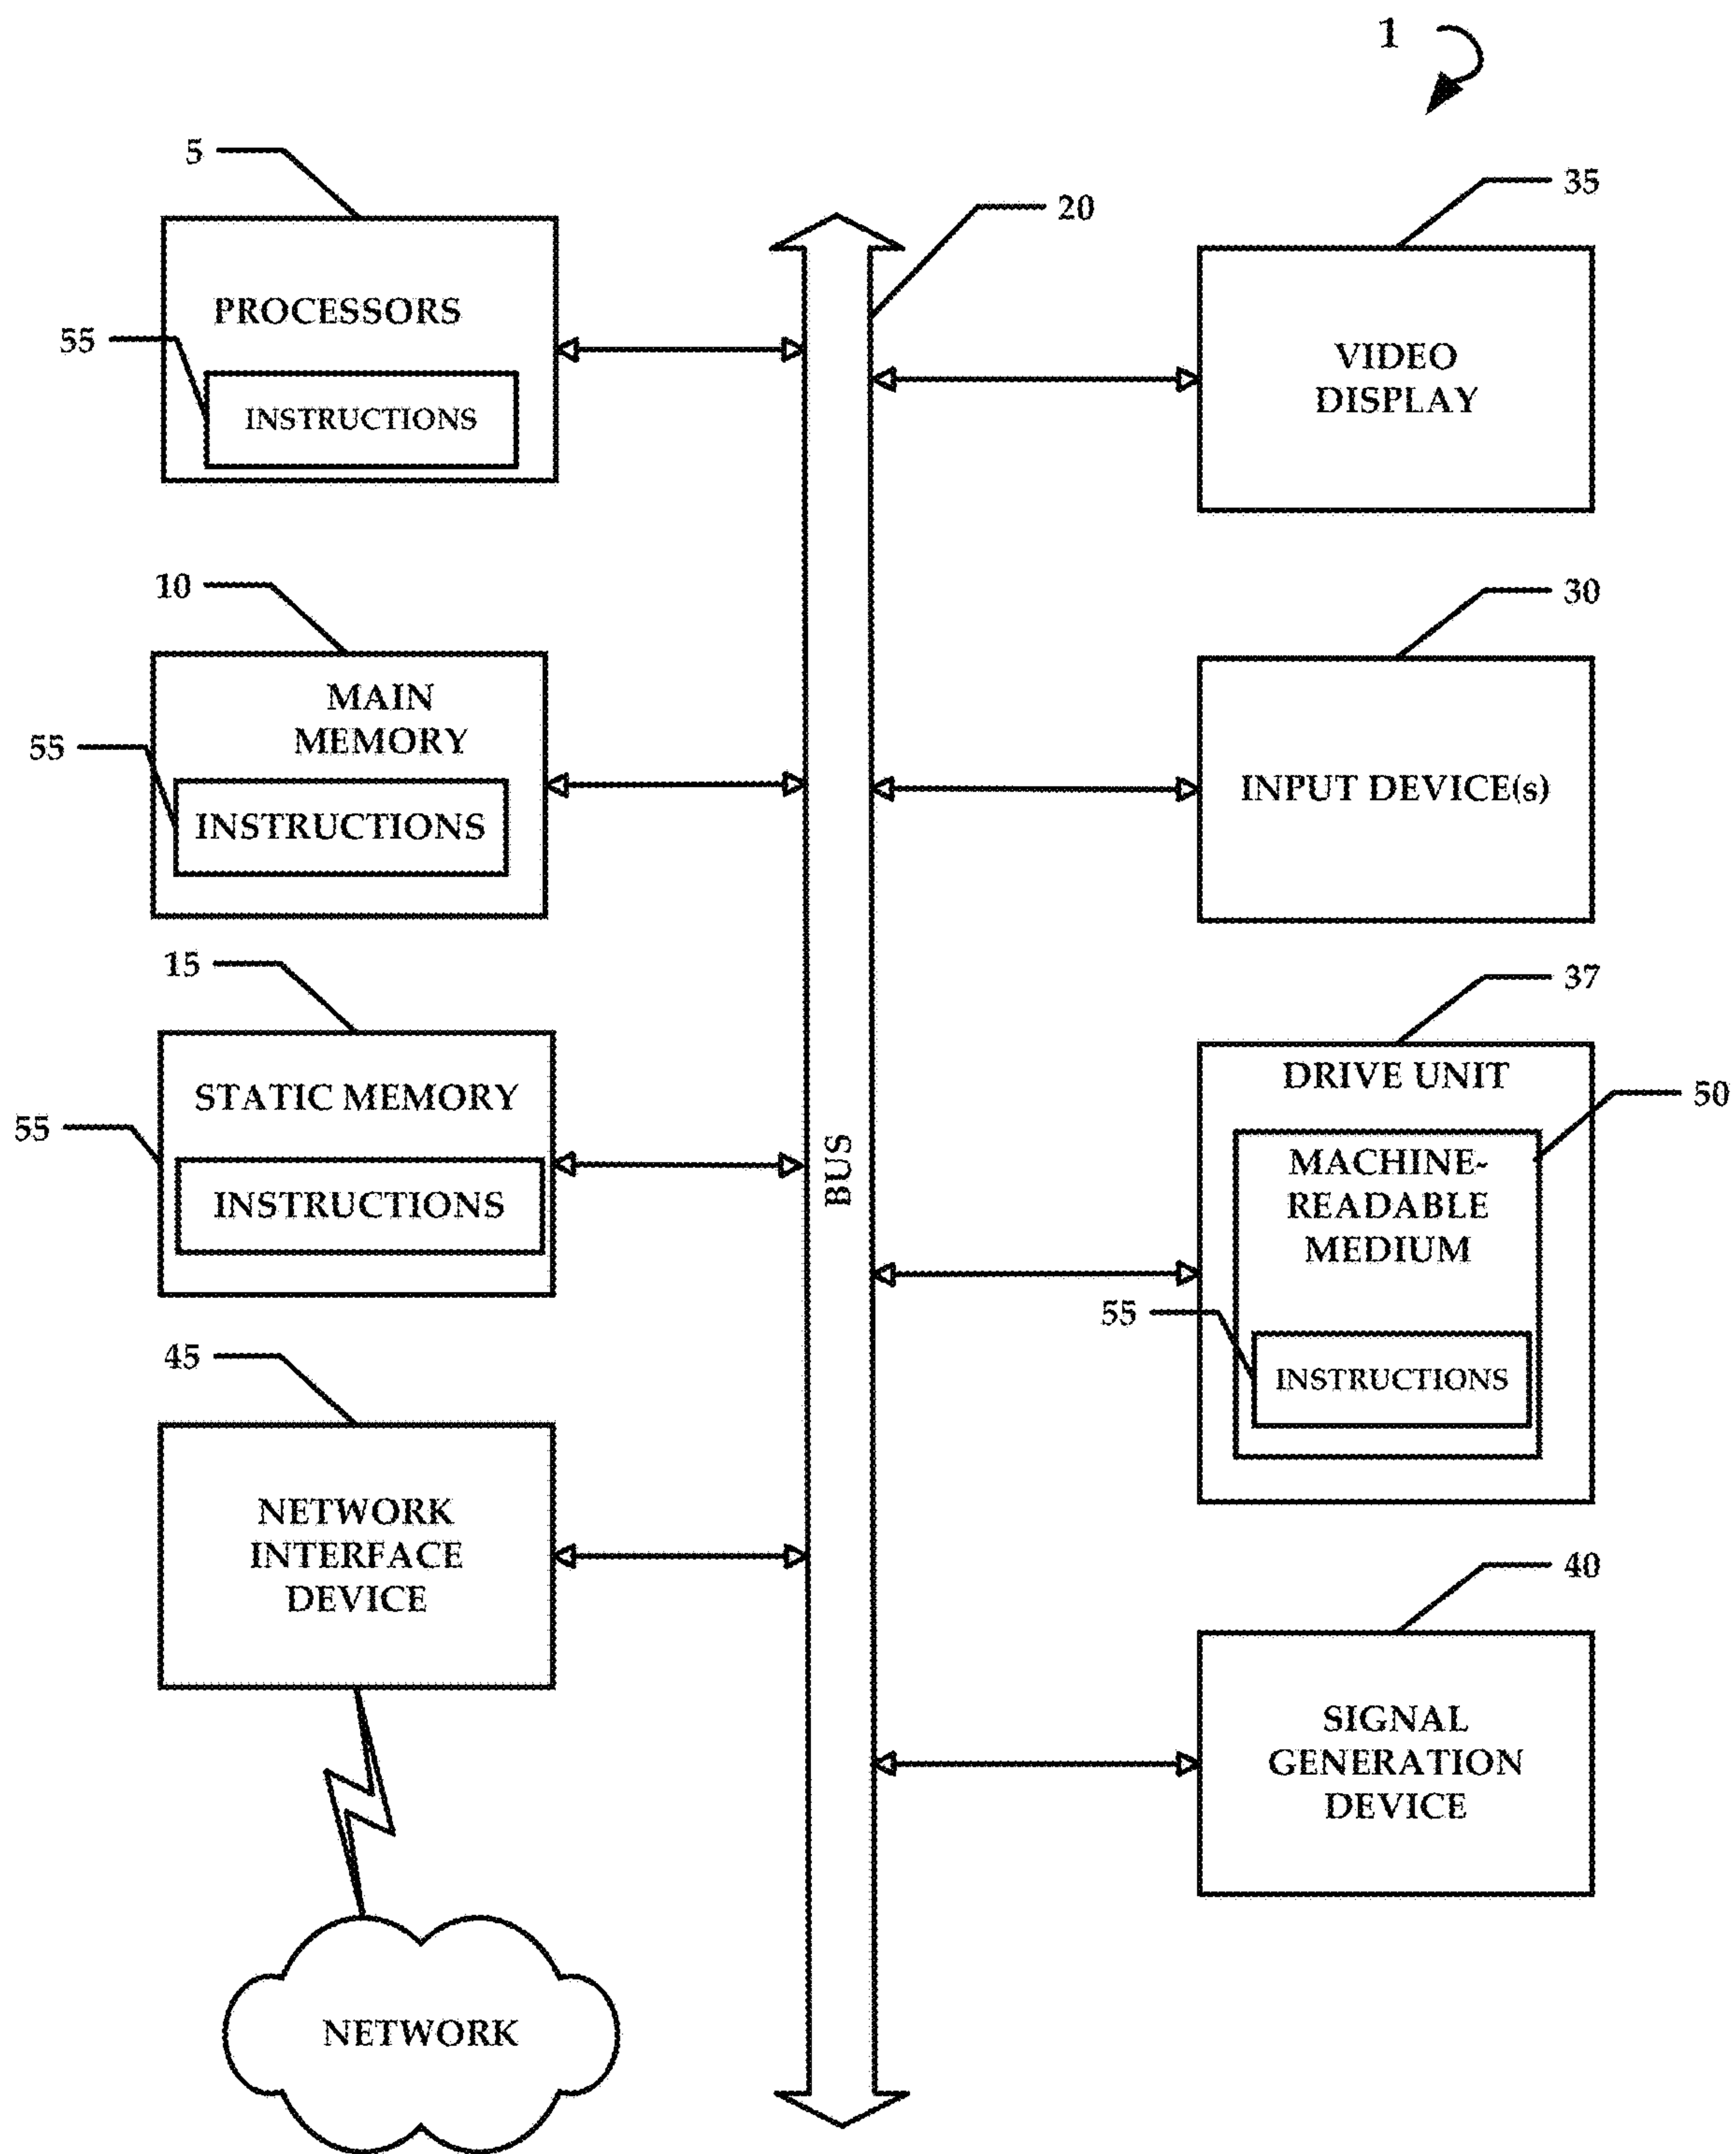 1
5
PROCESSORS
55
INSTRUCTIONS
10
MAIN
MEMORY
55
INSTRUCTIONS
15
STATIC MEMORY
55
INSTRUCTIONS
45
NETWORK
INTERFACE
DEVICE
NETWORK
20
BUS
35
VIDEO
DISPLAY
30
INPUT DEVICE(s)
37
DRIVE UNIT
50
MACHINE-
READABLE
MEDIUM
55
INSTRUCTIONS
40
SIGNAL
GENERATION
DEVICE